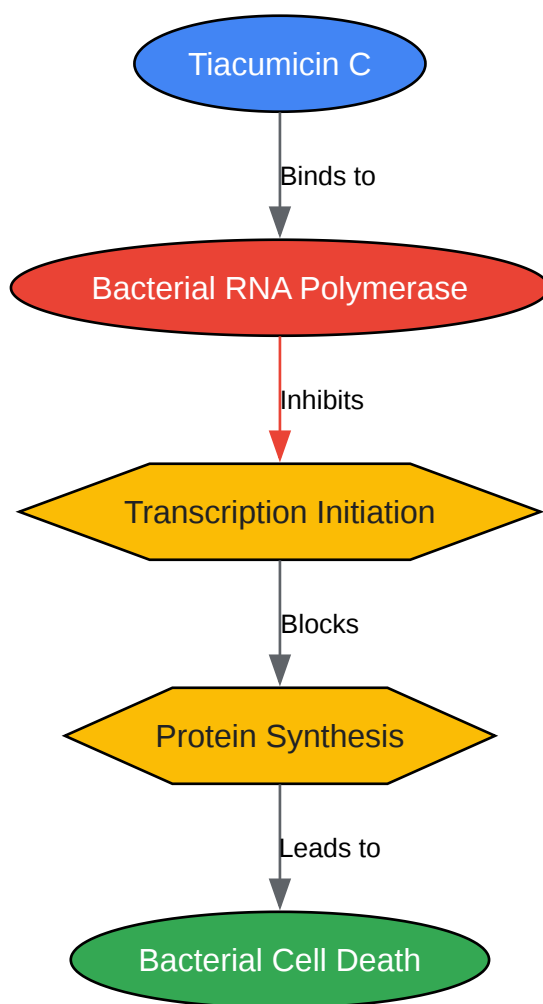 Tiacumicin C
Binds to
Bacterial RNA Polymerase
Inhibits
Transcription Initiation
Blocks
Protein Synthesis
Leads to
Bacterial Cell Death